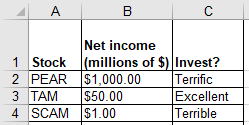 A B C
Net income
1 Stock (millions of $) Invest?
2 PEAR $1,000.00 Terrific
3 TAM $50.00 Excellent
4 SCAM $1.00 Terrible